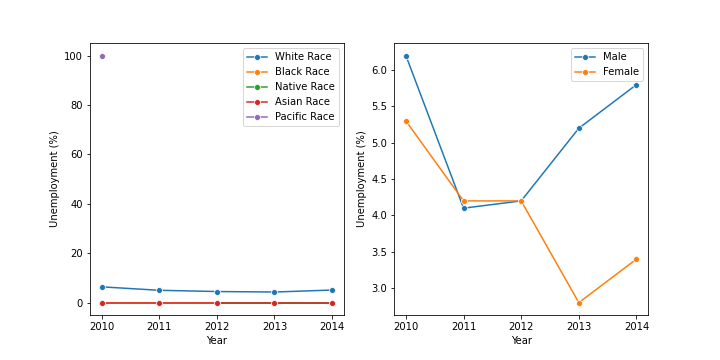 100
80
60
40
20
0
Unemployment (%)
2010 2011 2012 2013 2014
Year
White Race
Black Race
Native Race
Asian Race
Pacific Race
6.0
5.5
5.0
4.5
4.0
3.5
3.0
Unemployment (%)
2010 2011 2012 2013 2014
Year
Male
Female